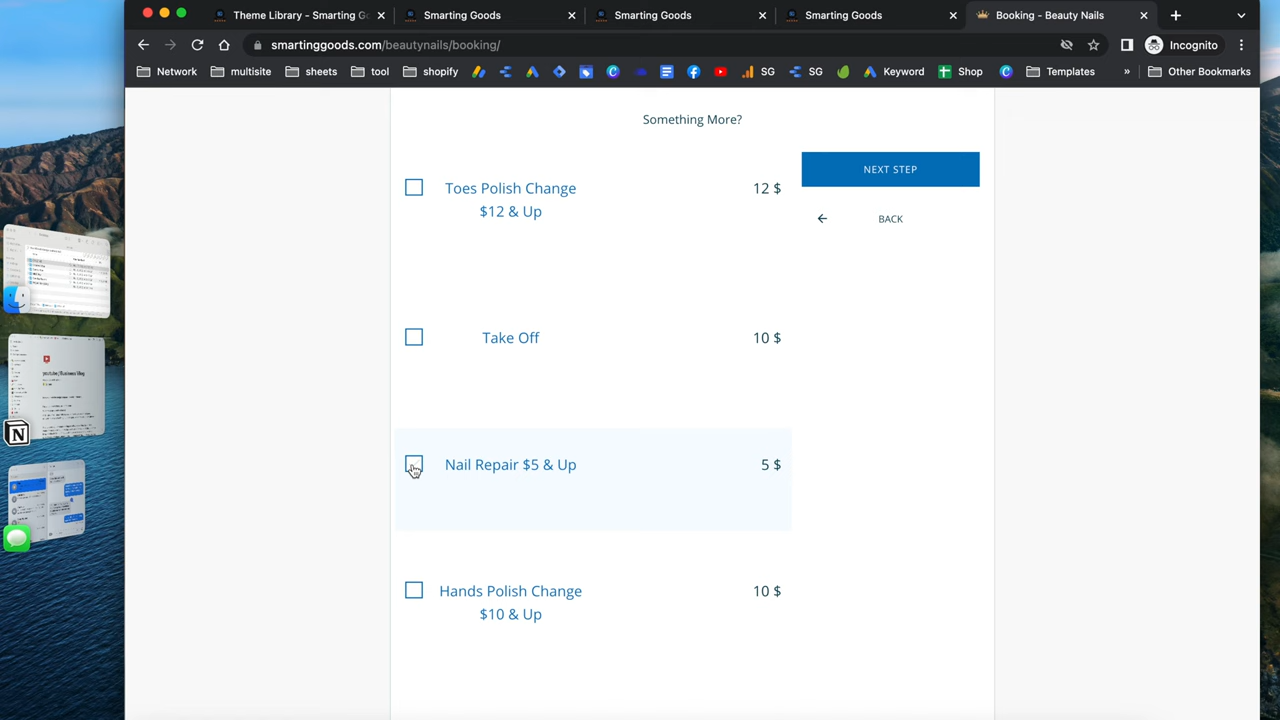 Theme Library - Smarting G
Smarting Goods
Smarting Goods
Smarting Goods
Booking - Beauty Nails
smartinggoods.com/beautynails/booking/
Incognito
Network
multisite
sheets
tool
shopify
SG
SG
Keyword
Shop
Templates
»
Other Bookmarks
Something More?
Toes Polish Change
$12 & Up
12 $
NEXT STEP
BACK
Take Off
10 $
Nail Repair $5 & Up
5 $
Hands Polish Change
$10 & Up
10 $